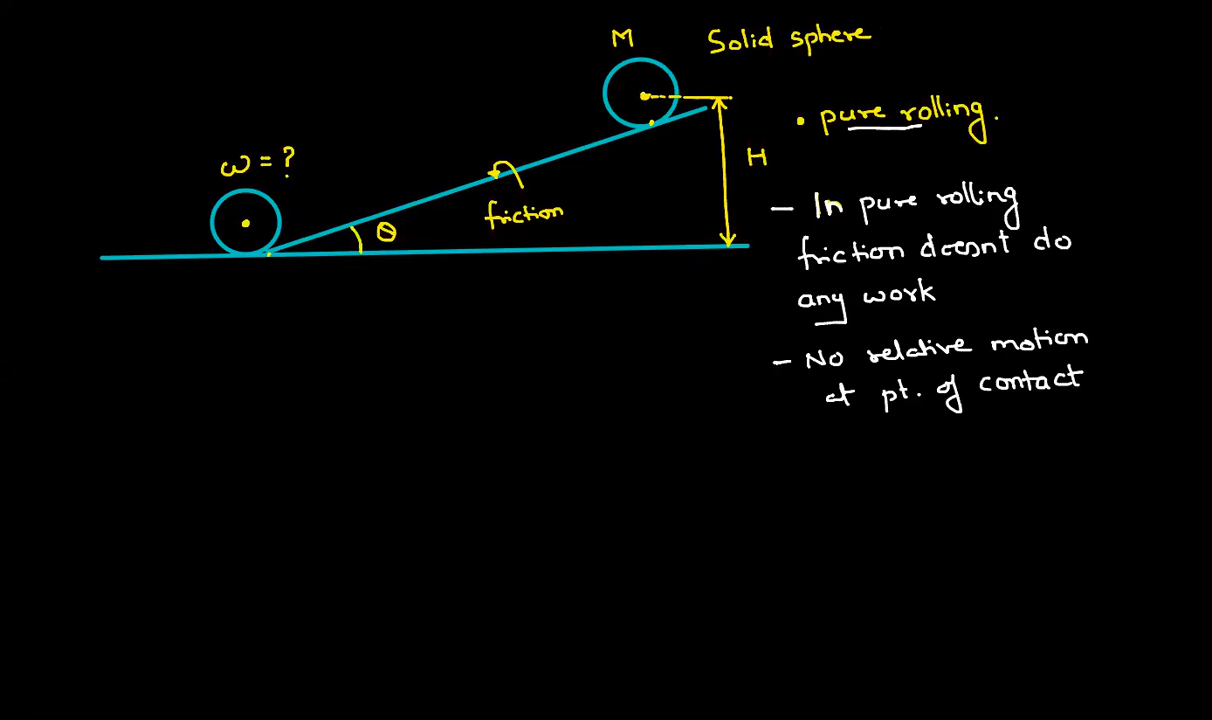 M
Solid sphere
• pure rolling.
ω = ?
H
θ
friction
- In pure rolling
friction doesnt do
any work
- No relative motion
at pt. of contact